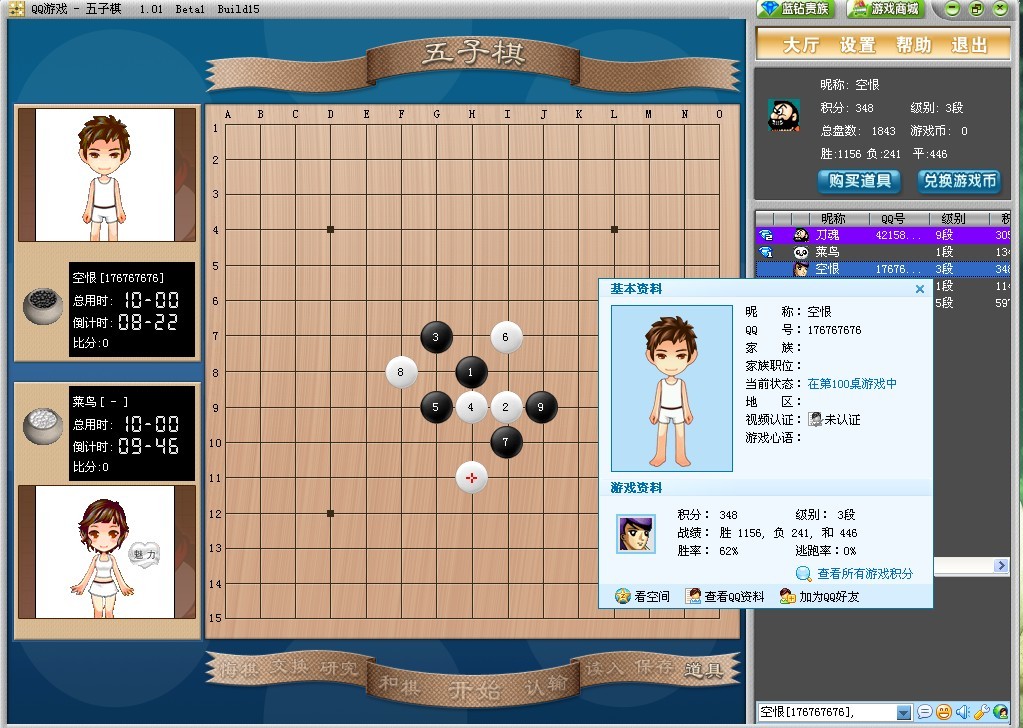 QQ游戏 - 五子棋 1.01 Beta1 Build15
蓝钻贵族 游戏商城
大厅 设置 帮助 退出
五子棋
昵称: 空恨
积分: 348 级别: 3段
总盘数: 1843 游戏币: 0
胜:1156 负:241 平:446
购买道具 兑换游戏币
昵称 QQ号 级别 积
刀魂 42158... 9段 305
菜鸟 1段 134
空恨 17676... 3段 348
1段 114
5段 597
空恨[176767676]
总用时: 10-00
倒计时: 08-22
比分:0
菜鸟[ - ]
总用时: 10-00
倒计时: 09-46
比分:0
魅力
A B C D E F G H I J K L M N O
1
2
3
4
5
6
7
8
9
10
11
12
13
14
15
3 6
8 1
5 4 2 9
7
基本资料
昵 称: 空恨
QQ 号: 176767676
家 族:
家族职位:
当前状态: 在第100桌游戏中
地 区:
视频认证: 未认证
游戏心语:
游戏资料
积分: 348 级别: 3段
战绩: 胜 1156, 负 241, 和 446
胜率: 62% 逃跑率:0%
查看所有游戏积分
看空间 查看QQ资料 加为QQ好友
悔棋 交换 研究 和棋 开始 认输 读入 保存 道具
空恨[176767676],